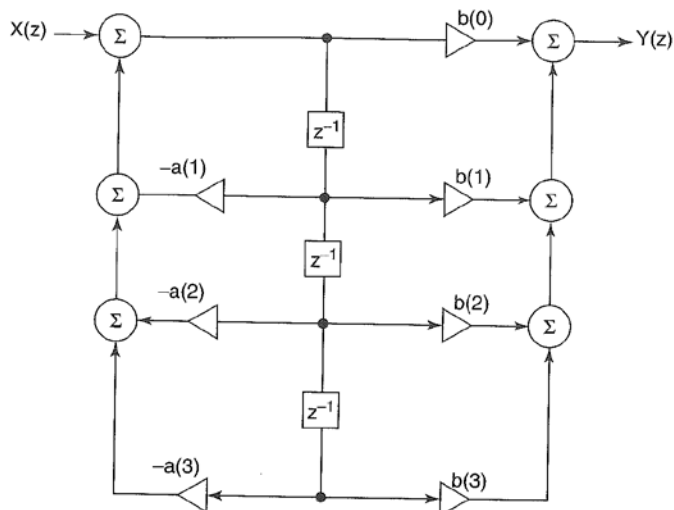 X(z) Σ b(0) Σ Y(z)
z⁻¹
Σ –a(1) b(1) Σ
z⁻¹
Σ –a(2) b(2) Σ
z⁻¹
–a(3) b(3)